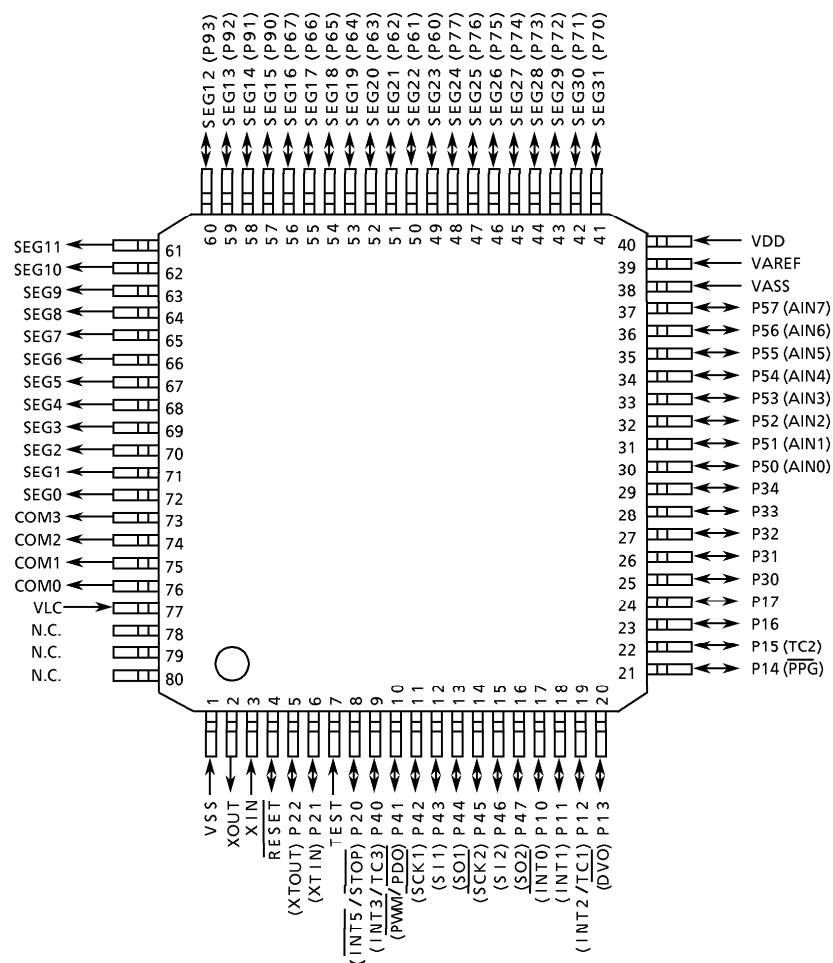 SEG12 (P93)
SEG13 (P92)
SEG14 (P91)
SEG15 (P90)
SEG16 (P67)
SEG17 (P66)
SEG18 (P65)
SEG19 (P64)
SEG20 (P63)
SEG21 (P62)
SEG22 (P61)
SEG23 (P60)
SEG24 (P77)
SEG25 (P76)
SEG26 (P75)
SEG27 (P74)
SEG28 (P73)
SEG29 (P72)
SEG30 (P71)
SEG31 (P70)
60 59 58 57 56 55 54 53 52 51 50 49 48 47 46 45 44 43 42 41
SEG11 61
SEG10 62
SEG9 63
SEG8 64
SEG7 65
SEG6 66
SEG5 67
SEG4 68
SEG3 69
SEG2 70
SEG1 71
SEG0 72
COM3 73
COM2 74
COM1 75
COM0 76
VLC 77
N.C. 78
N.C. 79
N.C. 80
40 VDD
39 VAREF
38 VASS
37 P57 (AIN7)
36 P56 (AIN6)
35 P55 (AIN5)
34 P54 (AIN4)
33 P53 (AIN3)
32 P52 (AIN2)
31 P51 (AIN1)
30 P50 (AIN0)
29 P34
28 P33
27 P32
26 P31
25 P30
24 P17
23 P16
22 P15 (TC2)
21 P14 (PPG)
1 2 3 4 5 6 7 8 9 10 11 12 13 14 15 16 17 18 19 20
VSS
XOUT
XIN
RESET
(XTOUT) P22
(XTIN) P21
TEST
(INT5/STOP) P20
(INT3/TC3) P40
(PWM/PDO) P41
(SCK1) P42
(SI1) P43
(SO1) P44
(SCK2) P45
(SI2) P46
(SO2) P47
(INT0) P10
(INT1) P11
(INT2/TC1) P12
(DVO) P13